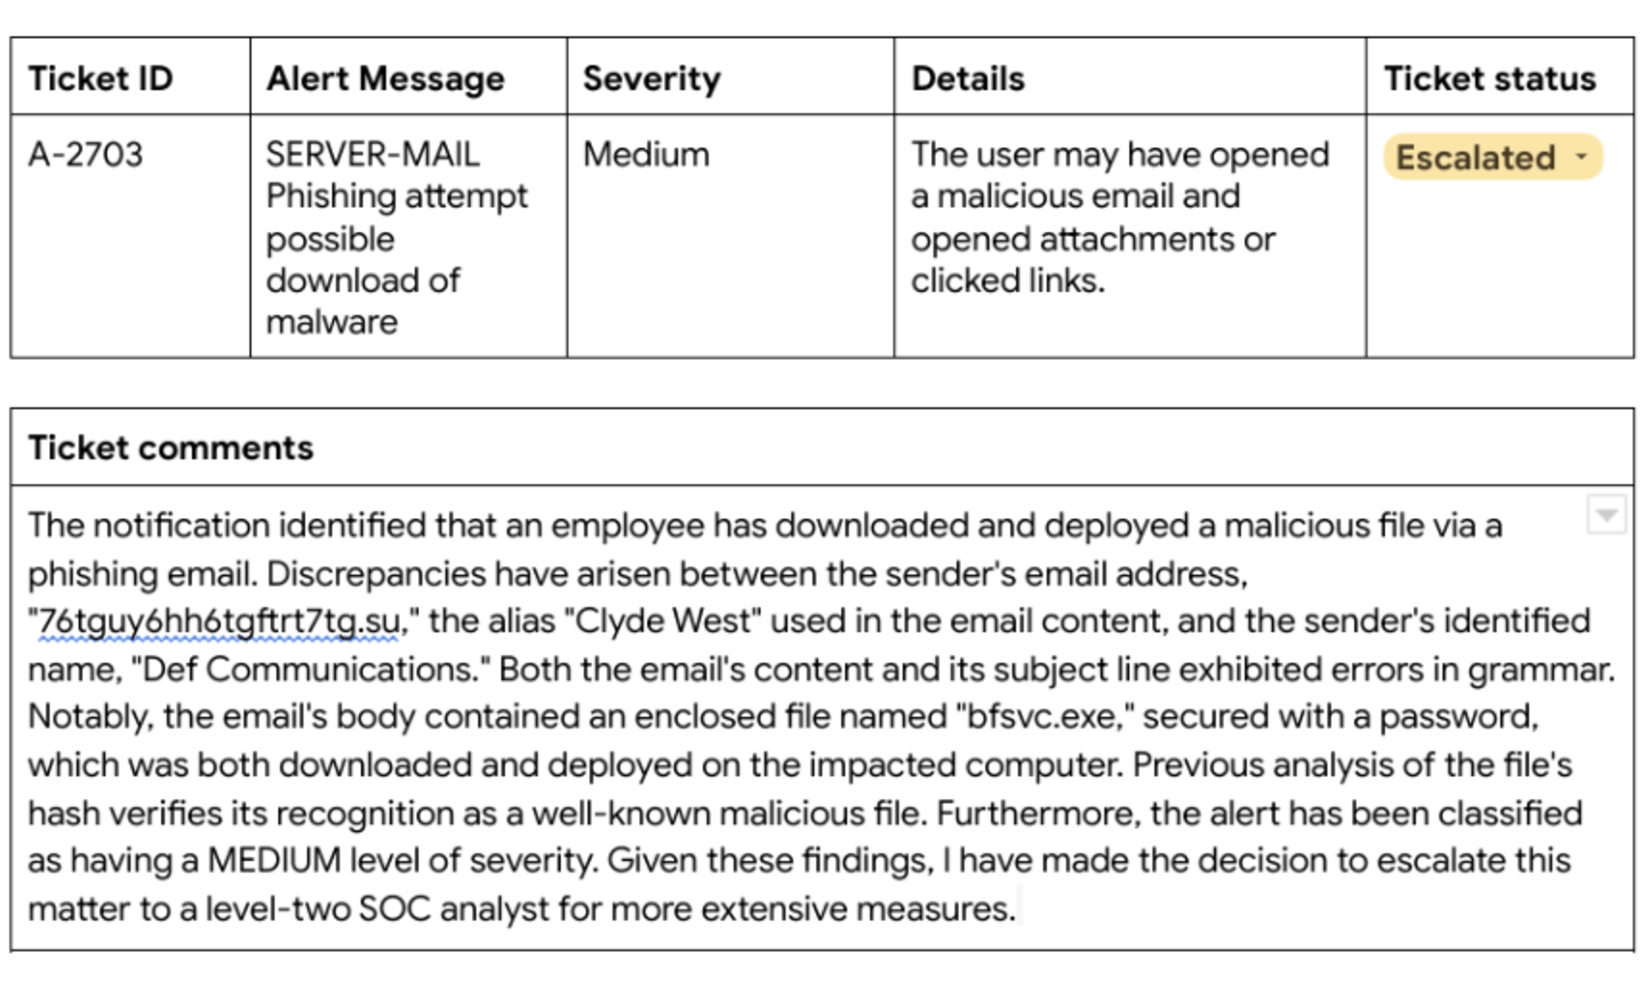 Ticket ID Alert Message Severity Details Ticket status
A-2703 SERVER-MAIL Medium The user may have opened Escalated
Phishing attempt a malicious email and
possible opened attachments or
download of clicked links.
malware
Ticket comments
The notification identified that an employee has downloaded and deployed a malicious file via a
phishing email. Discrepancies have arisen between the sender's email address,
"76tguy6hh6tgftrt7tg.su," the alias "Clyde West" used in the email content, and the sender's identified
name, "Def Communications." Both the email's content and its subject line exhibited errors in grammar.
Notably, the email's body contained an enclosed file named "bfsvc.exe," secured with a password,
which was both downloaded and deployed on the impacted computer. Previous analysis of the file's
hash verifies its recognition as a well-known malicious file. Furthermore, the alert has been classified
as having a MEDIUM level of severity. Given these findings, I have made the decision to escalate this
matter to a level-two SOC analyst for more extensive measures.